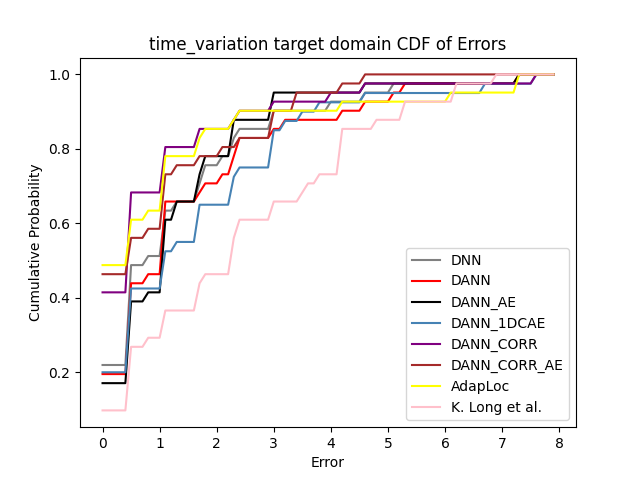 time_variation target domain CDF of Errors
Cumulative Probability
1.0
0.8
0.6
0.4
0.2
DNN
DANN
DANN_AE
DANN_1DCAE
DANN_CORR
DANN_CORR_AE
AdapLoc
K. Long et al.
0 1 2 3 4 5 6 7 8
Error